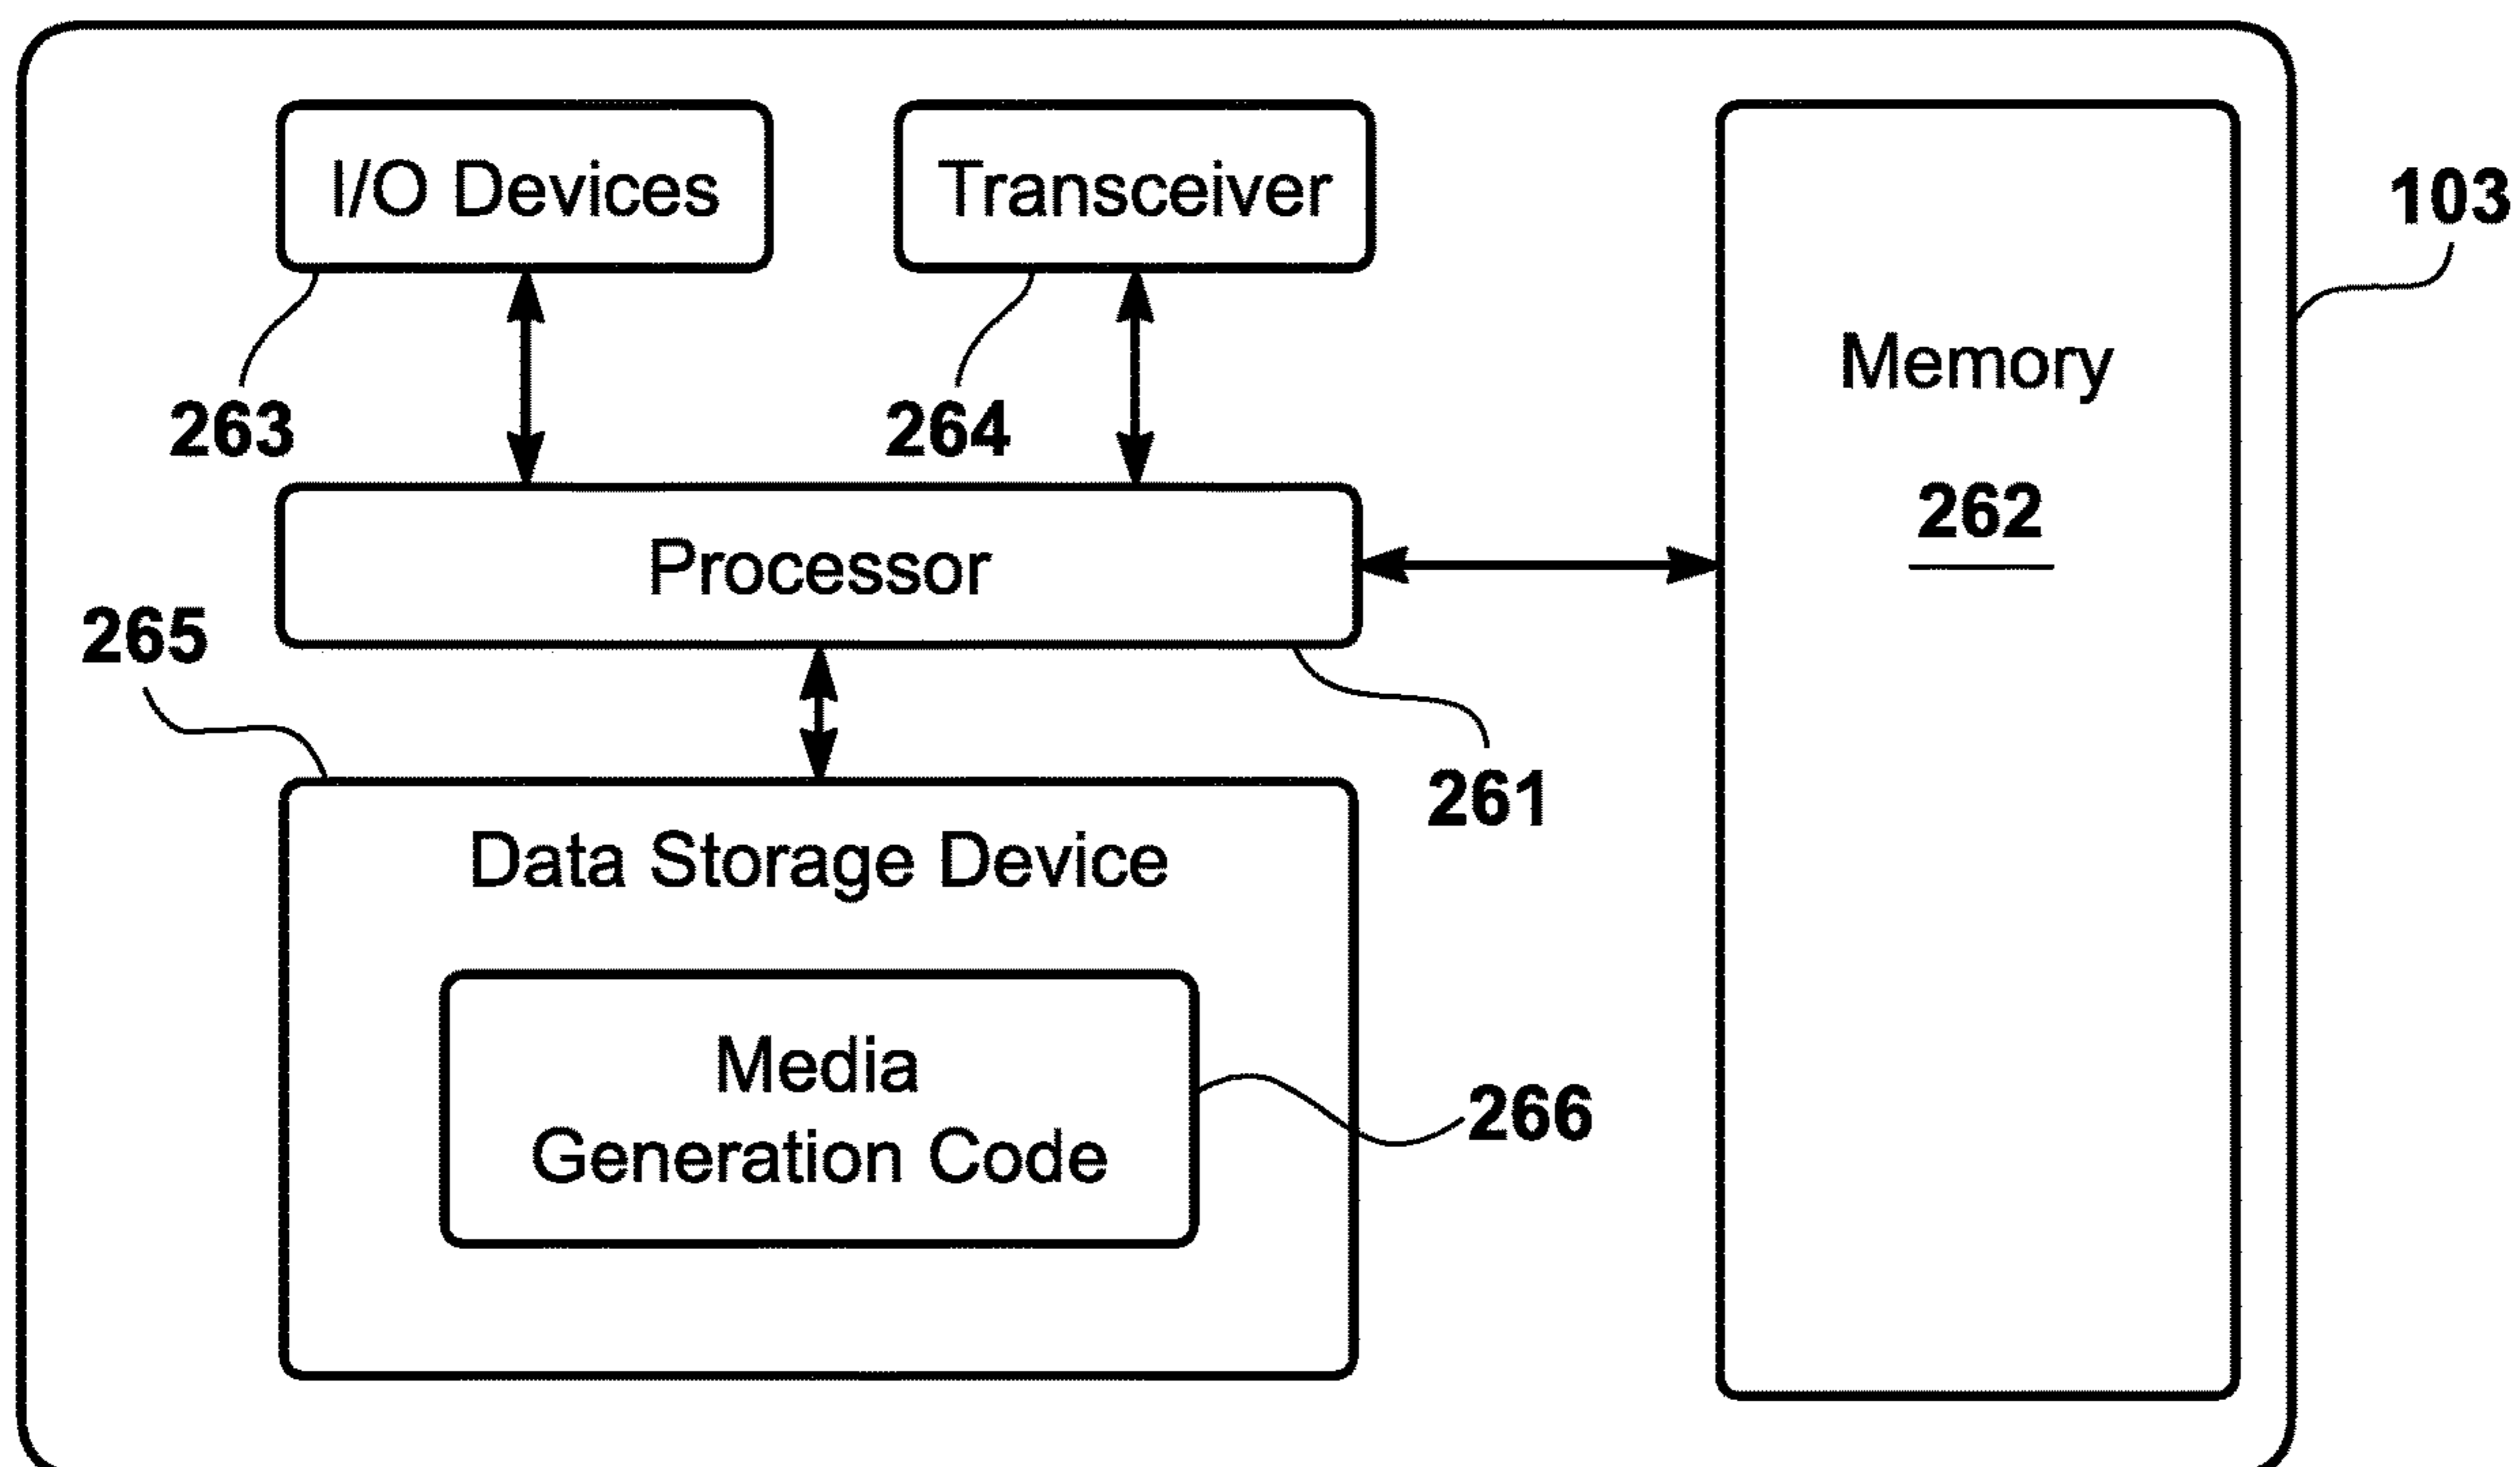 I/O Devices
Transceiver
103
Memory
263
264
262
Processor
265
261
Data Storage Device
Media
Generation Code
266